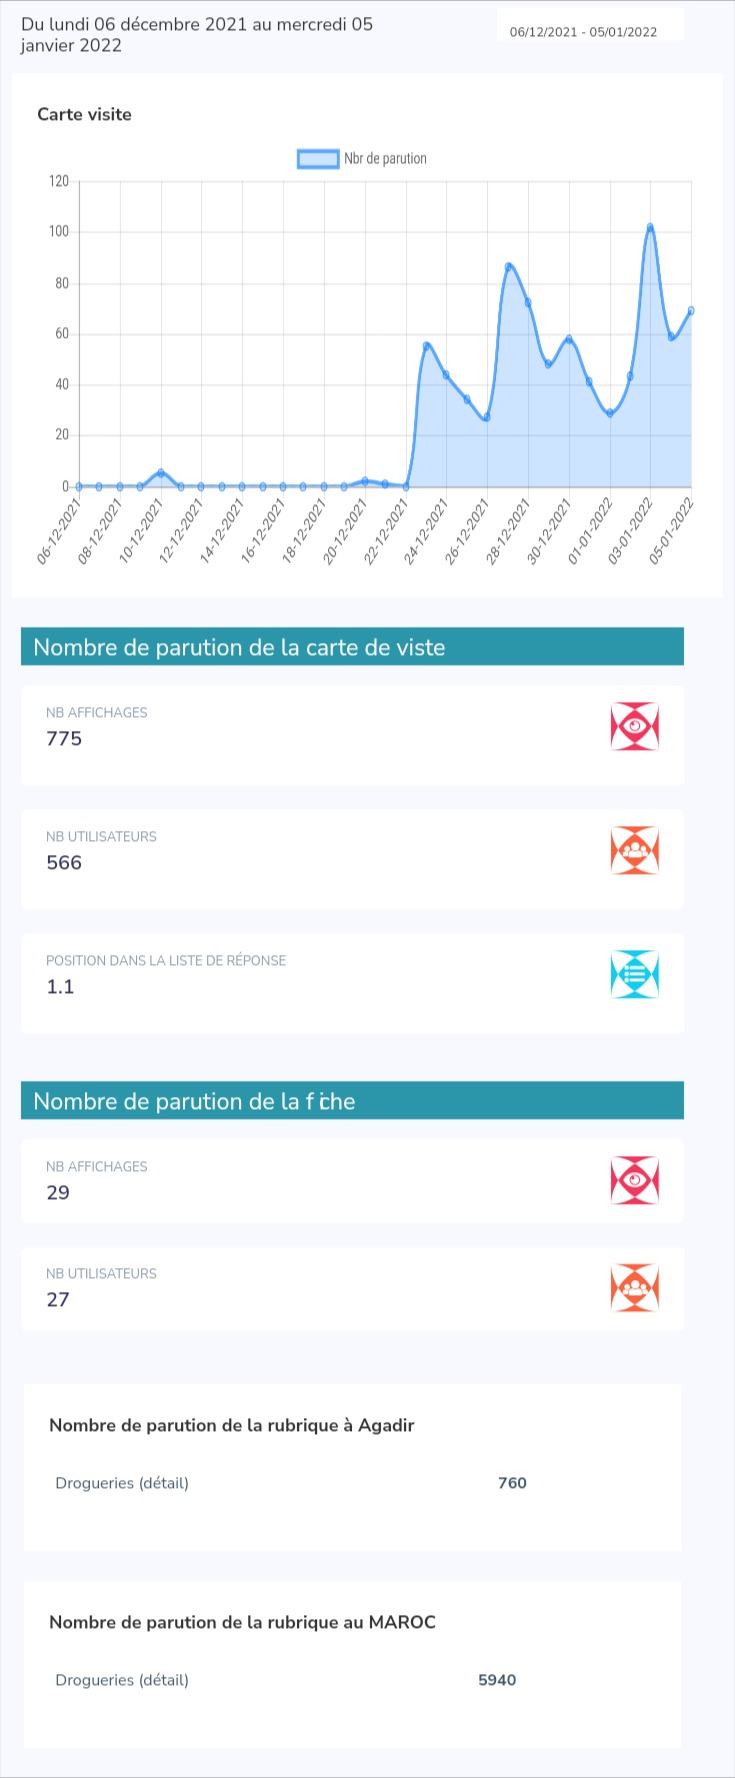 Du lundi 06 décembre 2021 au mercredi 05
janvier 2022
06/12/2021 - 05/01/2022
Carte visite
Nbr de parution
120
100
80
60
40
20
0
06-12-2021
08-12-2021
10-12-2021
12-12-2021
14-12-2021
16-12-2021
18-12-2021
20-12-2021
22-12-2021
24-12-2021
26-12-2021
28-12-2021
30-12-2021
01-01-2022
03-01-2022
05-01-2022
Nombre de parution de la carte de viste
NB AFFICHAGES
775
NB UTILISATEURS
566
POSITION DANS LA LISTE DE RÉPONSE
1.1
Nombre de parution de la fiche
NB AFFICHAGES
29
NB UTILISATEURS
27
Nombre de parution de la rubrique à Agadir
Drogueries (détail) 760
Nombre de parution de la rubrique au MAROC
Drogueries (détail) 5940